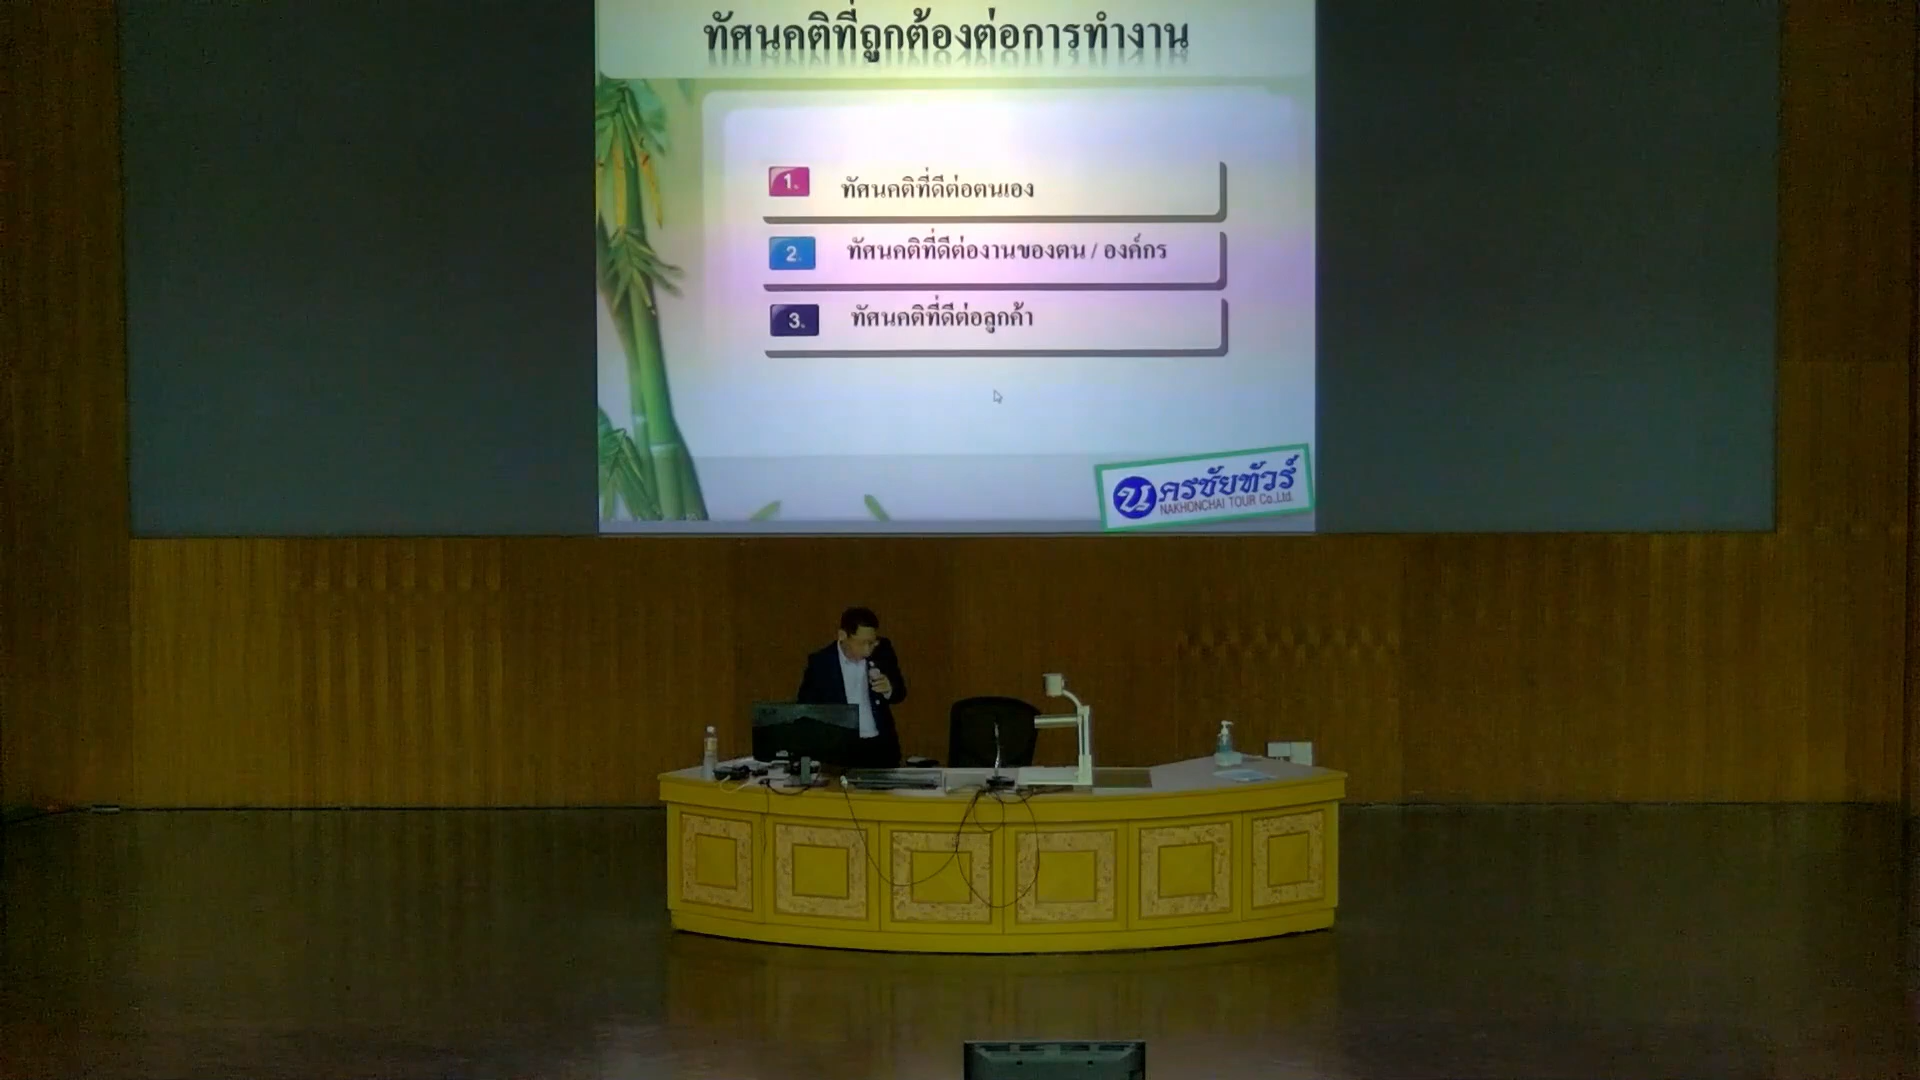 ทัศนคติที่ถูกต้องต่อการทำงาน
1. ทัศนคติที่ดีต่อตนเอง
2. ทัศนคติที่ดีต่องานของตน / องค์กร
3. ทัศนคติที่ดีต่อลูกค้า
นครชัยทัวร์
NAKHONCHAI TOUR Co.,Ltd.